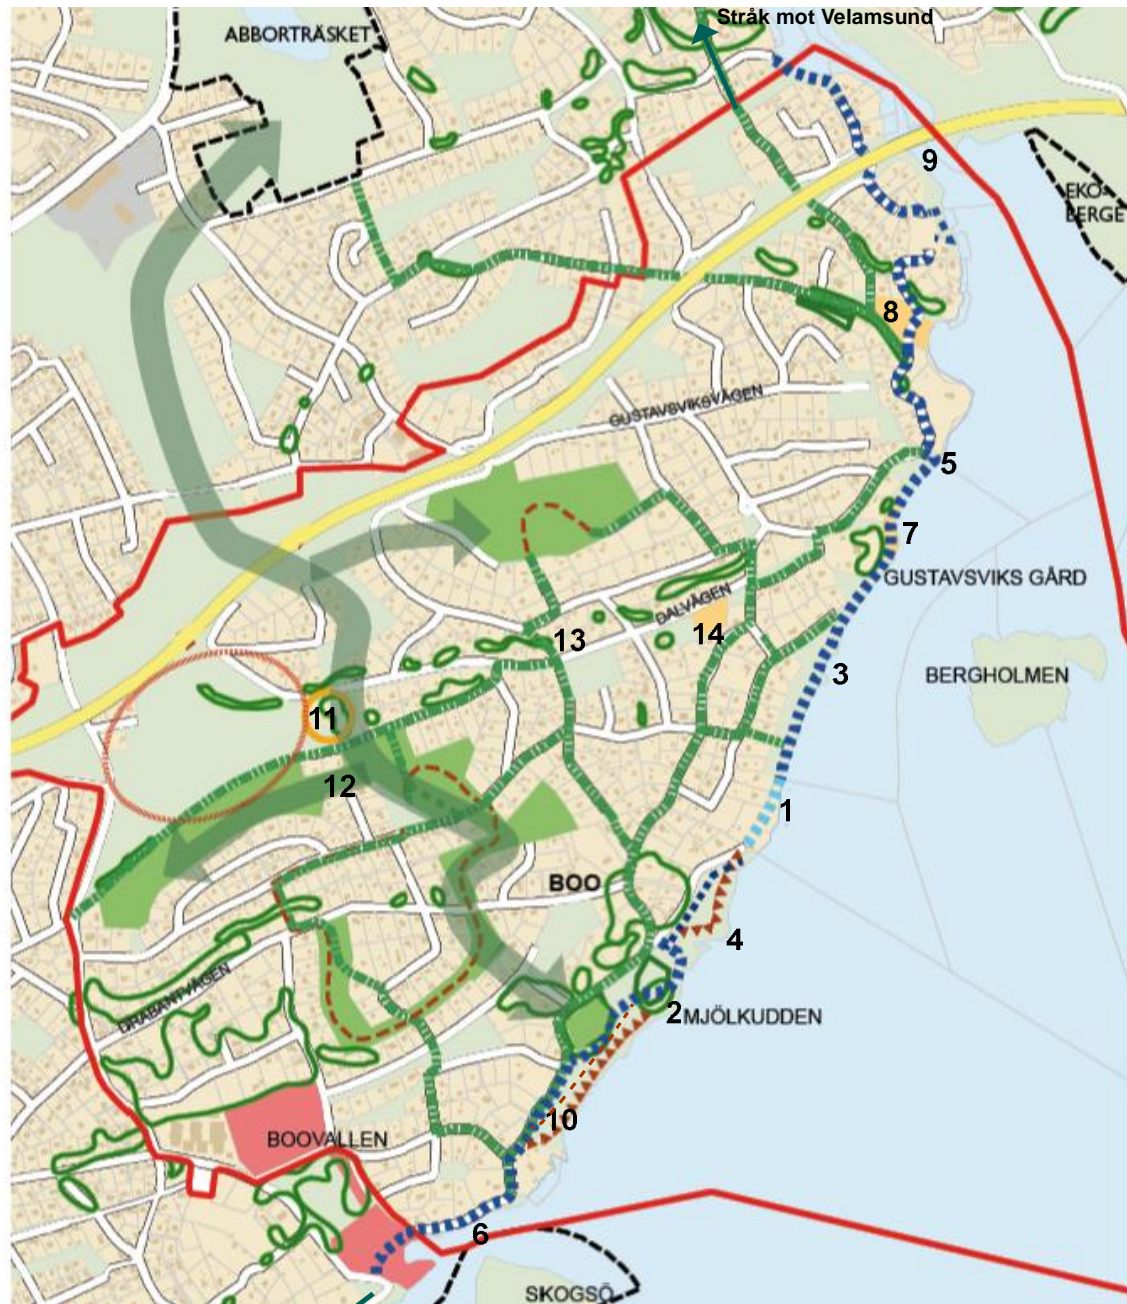 Stråk mot Velamsund
ABBORTRÄSKET
9
EKO-
BERGE
8
GUSTAVSVIKSVÄGEN
5
7
GUSTAVSVIKS GÅRD
DALVÄGEN
13
14
3
BERGHOLMEN
11
12
1
BOO
4
DRABANTVÄGEN
2
MJÖLKUDDEN
10
BOOVALLEN
6
SKOGSÖ